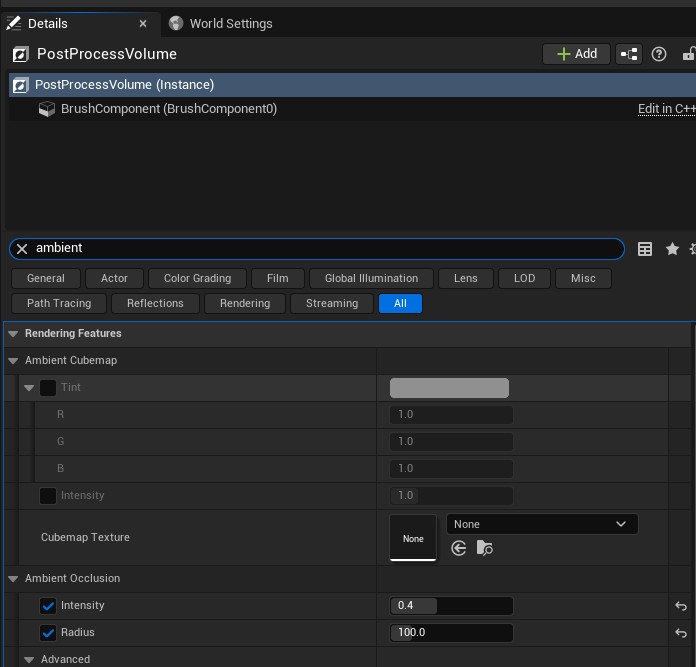 Details
World Settings
PostProcessVolume
Add
PostProcessVolume (Instance)
BrushComponent (BrushComponent0)
Edit in C++
ambient
General Actor Color Grading Film Global Illumination Lens LOD Misc
Path Tracing Reflections Rendering Streaming All
Rendering Features
Ambient Cubemap
Tint
R 1.0
G 1.0
B 1.0
Intensity 1.0
Cubemap Texture None None
Ambient Occlusion
Intensity 0.4
Radius 100.0
Advanced